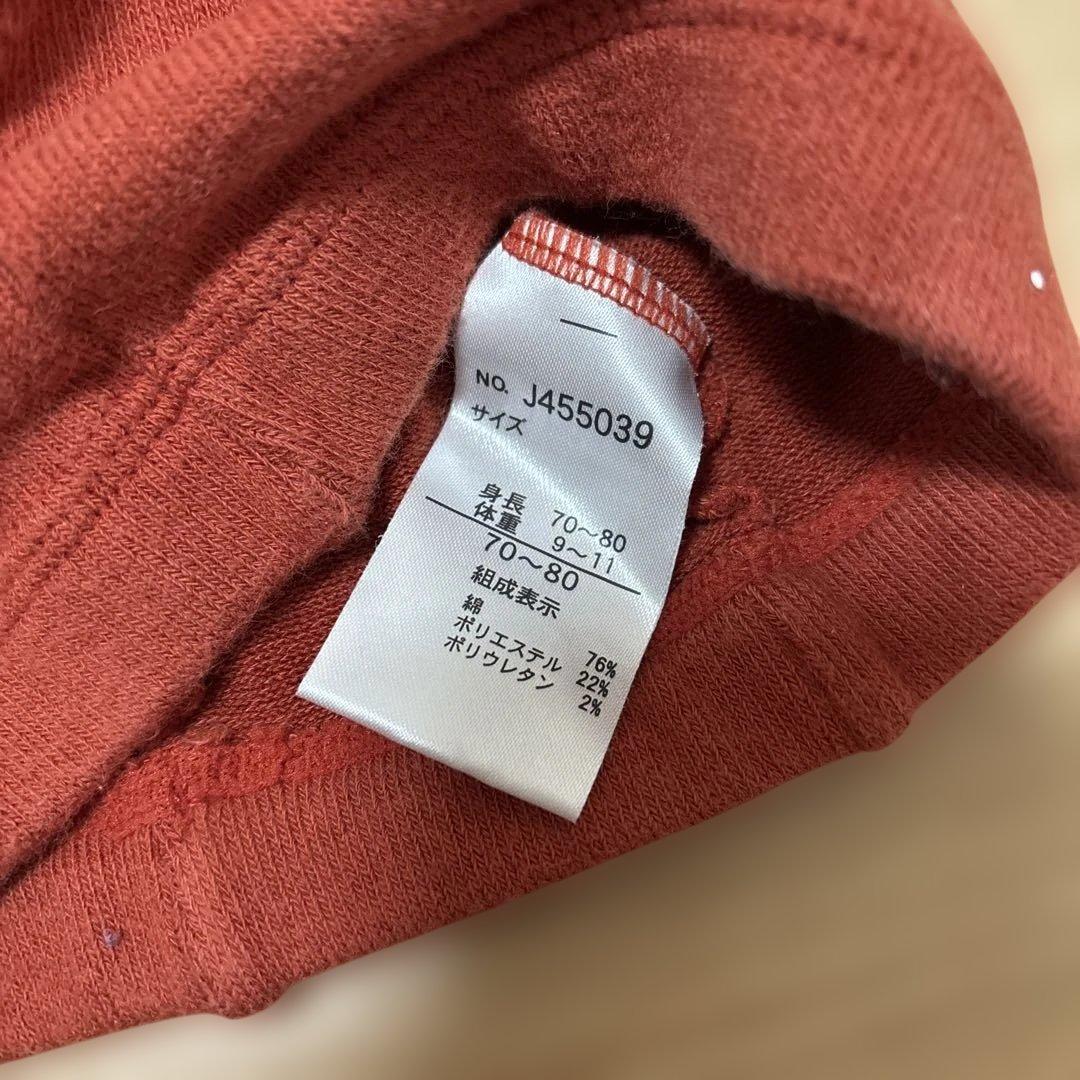 NO. J455039
サイズ
身長 70～80
体重 9～11
70～80
組成表示
綿 76%
ポリエステル 22%
ポリウレタン 2%